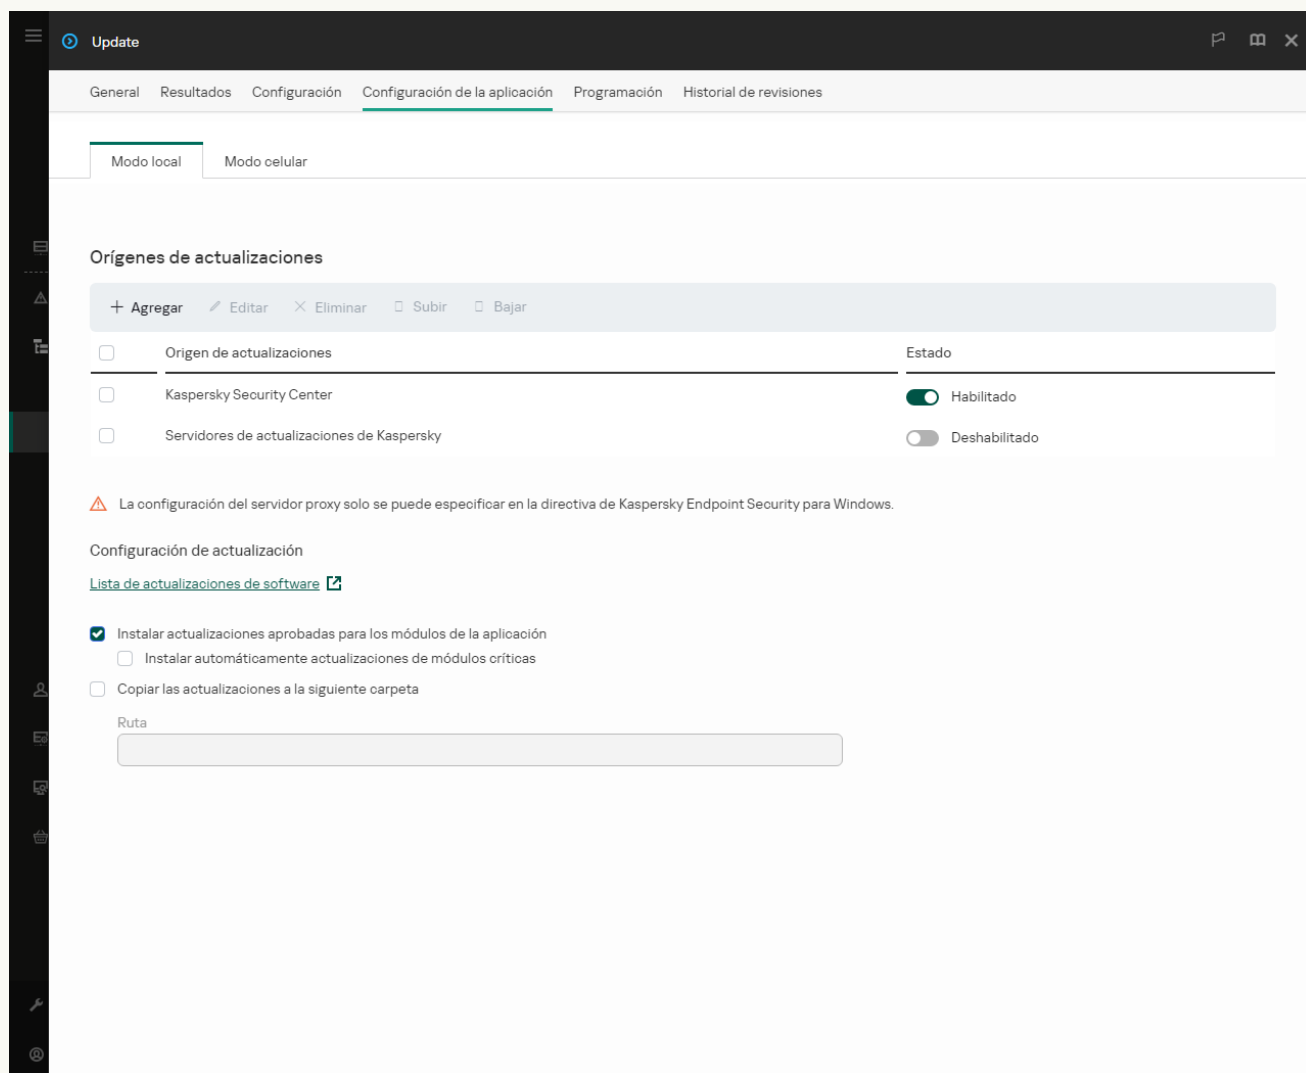 Update
General Resultados Configuración Configuración de la aplicación Programación Historial de revisiones
Modo local Modo celular
Orígenes de actualizaciones
Agregar Editar Eliminar Subir Bajar
Origen de actualizaciones Estado
Kaspersky Security Center Habilitado
Servidores de actualizaciones de Kaspersky Deshabilitado
La configuración del servidor proxy solo se puede especificar en la directiva de Kaspersky Endpoint Security para Windows.
Configuración de actualización
Lista de actualizaciones de software
Instalar actualizaciones aprobadas para los módulos de la aplicación
Instalar automáticamente actualizaciones de módulos críticas
Copiar las actualizaciones a la siguiente carpeta
Ruta